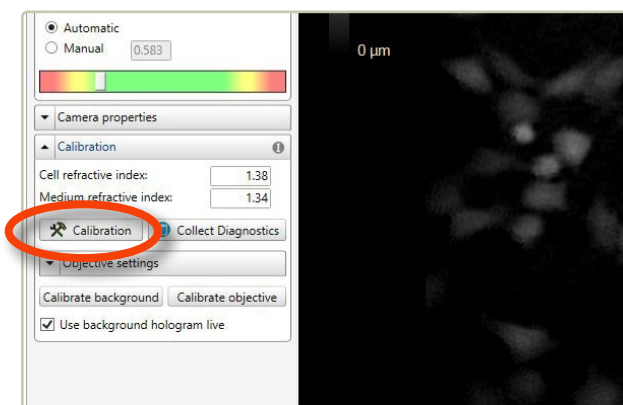 Automatic
Manual 0.583
0 µm
Camera properties
Calibration
Cell refractive index: 1.38
Medium refractive index: 1.34
Calibration Collect Diagnostics
Objective settings
Calibrate background Calibrate objective
Use background hologram live